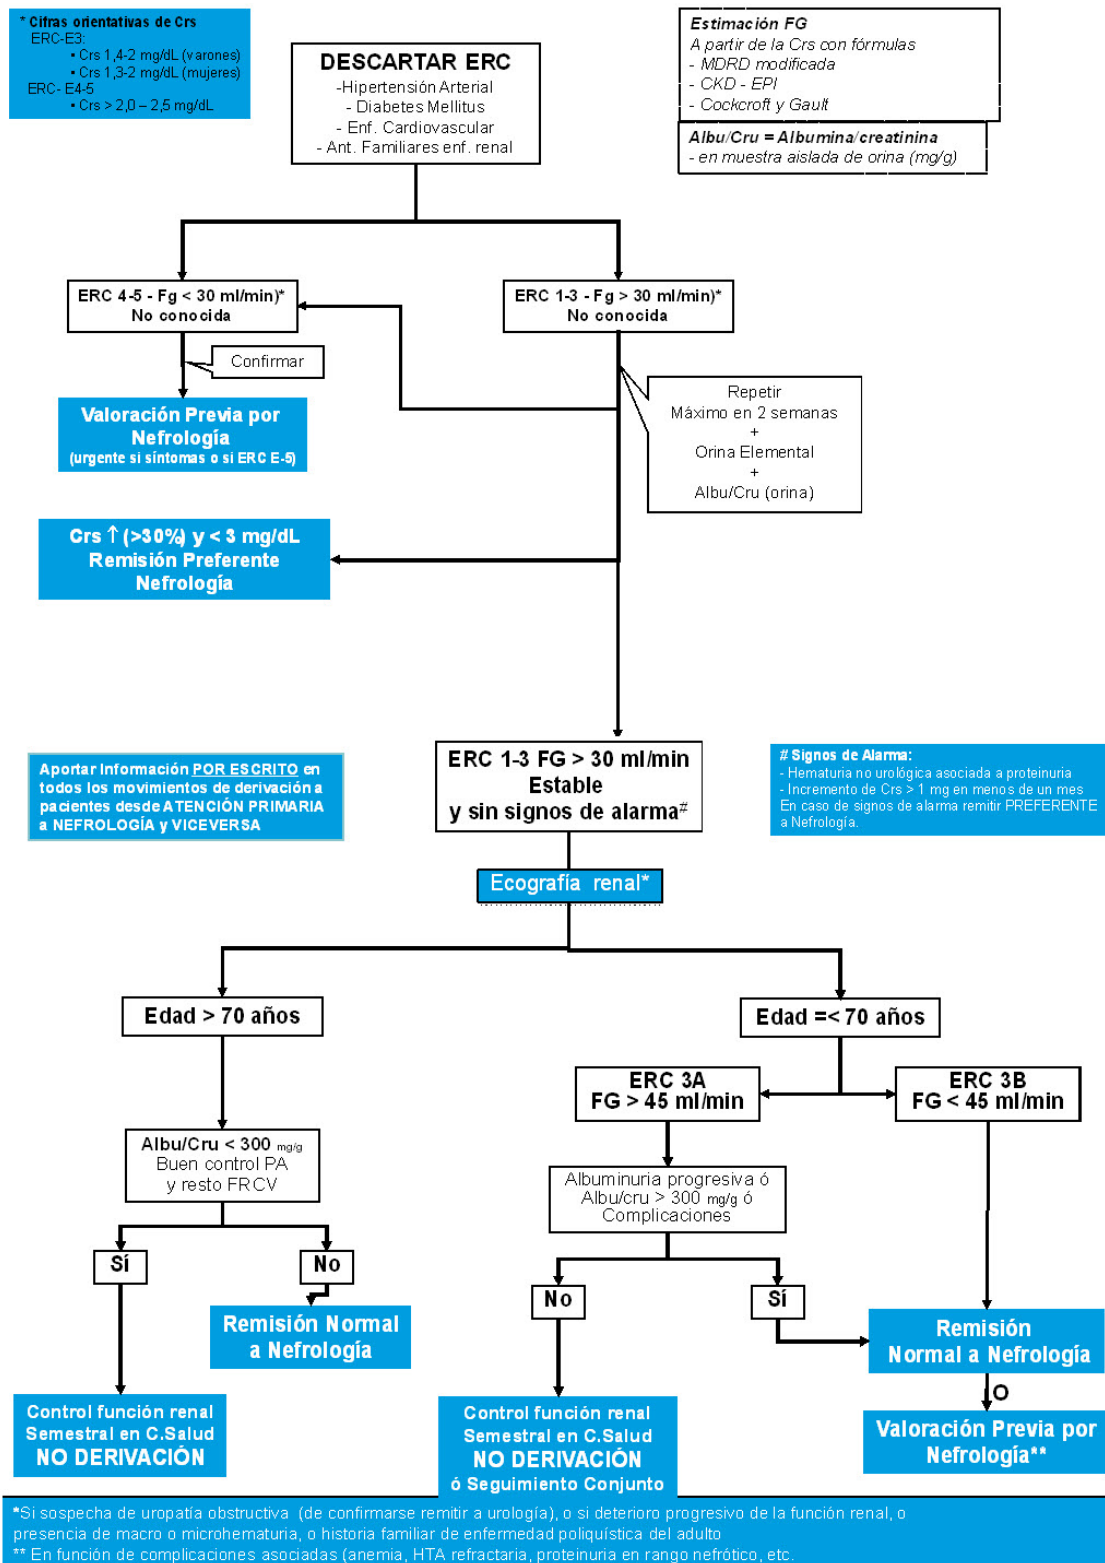 * Cifras orientativas de Crs
ERC-E3:
• Crs 1,4-2 mg/dL (varones)
• Crs 1,3-2 mg/dL (mujeres)
ERC- E4-5
• Crs > 2,0 – 2,5 mg/dL
DESCARTAR ERC
-Hipertensión Arterial
- Diabetes Mellitus
- Enf. Cardiovascular
- Ant. Familiares enf. renal
Estimación FG
A partir de la Crs con fórmulas
- MDRD modificada
- CKD - EPI
- Cockcroft y Gault
Albu/Cru = Albumina/creatinina
- en muestra aislada de orina (mg/g)
ERC 4-5 - Fg < 30 ml/min)*
No conocida
ERC 1-3 - Fg > 30 ml/min)*
No conocida
Confirmar
Valoración Previa por
Nefrología
(urgente si síntomas o si ERC E-5)
Repetir
Máximo en 2 semanas
+
Orina Elemental
+
Albu/Cru (orina)
Crs ↑ (>30%) y < 3 mg/dL
Remisión Preferente
Nefrología
ERC 1-3 FG > 30 ml/min
Estable
y sin signos de alarma#
Aportar Información POR ESCRITO en
todos los movimientos de derivación a
pacientes desde ATENCIÓN PRIMARIA
a NEFROLOGÍA y VICEVERSA
# Signos de Alarma:
- Hematuria no urológica asociada a proteinuria
- Incremento de Crs > 1 mg en menos de un mes
En caso de signos de alarma remitir PREFERENTE
a Nefrología.
Ecografía renal*
Edad > 70 años
Edad =< 70 años
ERC 3A
FG > 45 ml/min
ERC 3B
FG < 45 ml/min
Albu/Cru < 300 mg/g
Buen control PA
y resto FRCV
Albuminuria progresiva ó
Albu/cru > 300 mg/g ó
Complicaciones
Sí
No
No
Sí
Remisión Normal
a Nefrología
Remisión
Normal a Nefrología
O
Control función renal
Semestral en C.Salud
NO DERIVACIÓN
Control función renal
Semestral en C.Salud
NO DERIVACIÓN
ó Seguimiento Conjunto
Valoración Previa por
Nefrología**
*Si sospecha de uropatía obstructiva (de confirmarse remitir a urología), o si deterioro progresivo de la función renal, o
presencia de macro o microhematuria, o historia familiar de enfermedad poliquística del adulto
** En función de complicaciones asociadas (anemia, HTA refractaria, proteinuria en rango nefrótico, etc.